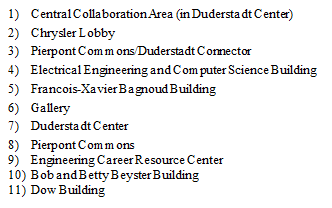 1) Central Collaboration Area (in Duderstadt Center)
2) Chrysler Lobby
3) Pierpont Commons/Duderstadt Connector
4) Electrical Engineering and Computer Science Building
5) Francois-Xavier Bagnoud Building
6) Gallery
7) Duderstadt Center
8) Pierpont Commons
9) Engineering Career Resource Center
10) Bob and Betty Beyster Building
11) Dow Building